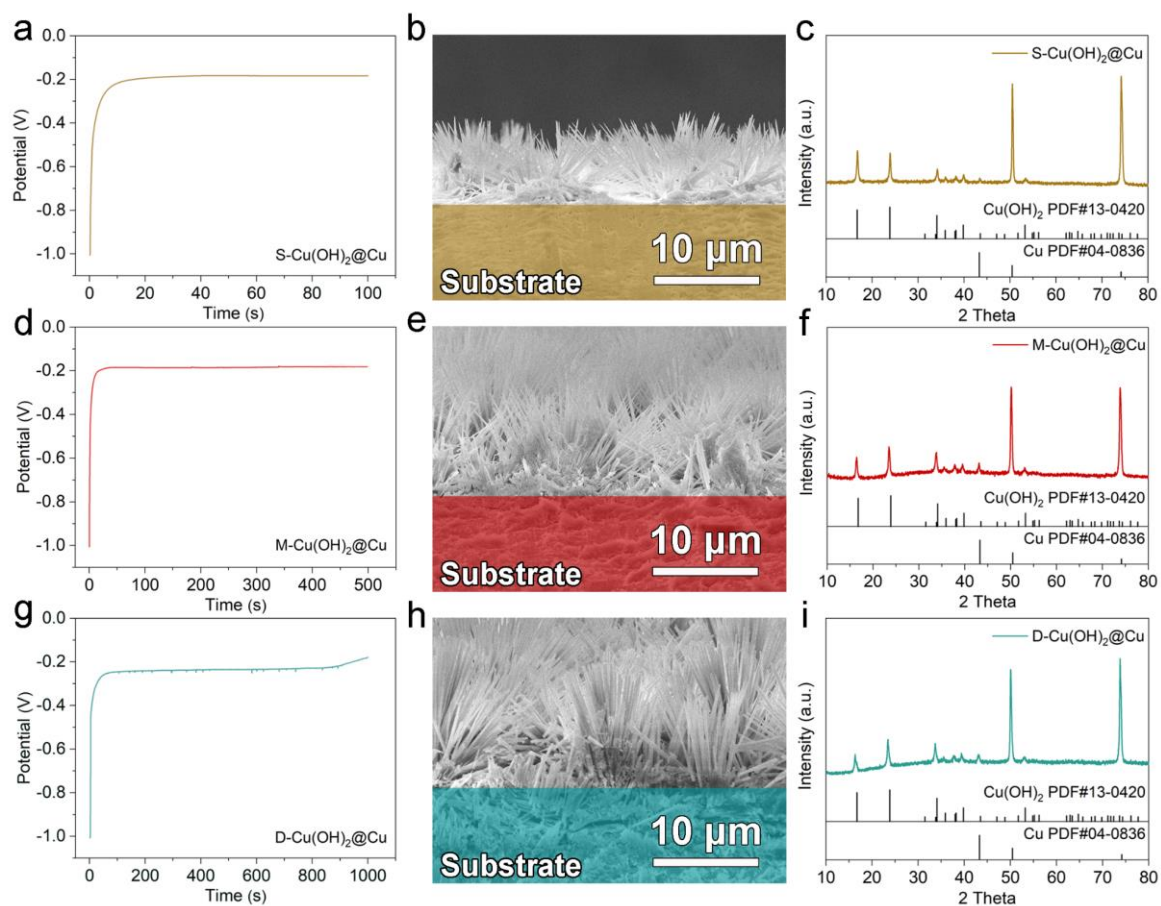 a
0.0
-0.2
-0.4
-0.6
-0.8
-1.0
Potential (V)
0 20 40 60 80 100
Time (s)
S-Cu(OH)₂@Cu
b
10 µm
Substrate
c
S-Cu(OH)₂@Cu
Intensity (a.u.)
Cu(OH)₂ PDF#13-0420
Cu PDF#04-0836
10 20 30 40 50 60 70 80
2 Theta
d
0.0
-0.2
-0.4
-0.6
-0.8
-1.0
Potential (V)
0 100 200 300 400 500
Time (s)
M-Cu(OH)₂@Cu
e
10 µm
Substrate
f
M-Cu(OH)₂@Cu
Intensity (a.u.)
Cu(OH)₂ PDF#13-0420
Cu PDF#04-0836
10 20 30 40 50 60 70 80
2 Theta
g
0.0
-0.2
-0.4
-0.6
-0.8
-1.0
Potential (V)
0 200 400 600 800 1000
Time (s)
D-Cu(OH)₂@Cu
h
10 µm
Substrate
i
D-Cu(OH)₂@Cu
Intensity (a.u.)
Cu(OH)₂ PDF#13-0420
Cu PDF#04-0836
10 20 30 40 50 60 70 80
2 Theta